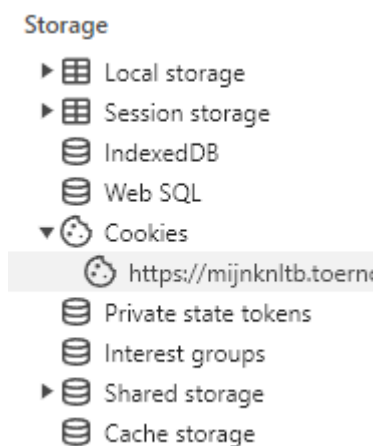 Storage
Local storage
Session storage
IndexedDB
Web SQL
Cookies
https://mijnknltb.toerno
Private state tokens
Interest groups
Shared storage
Cache storage